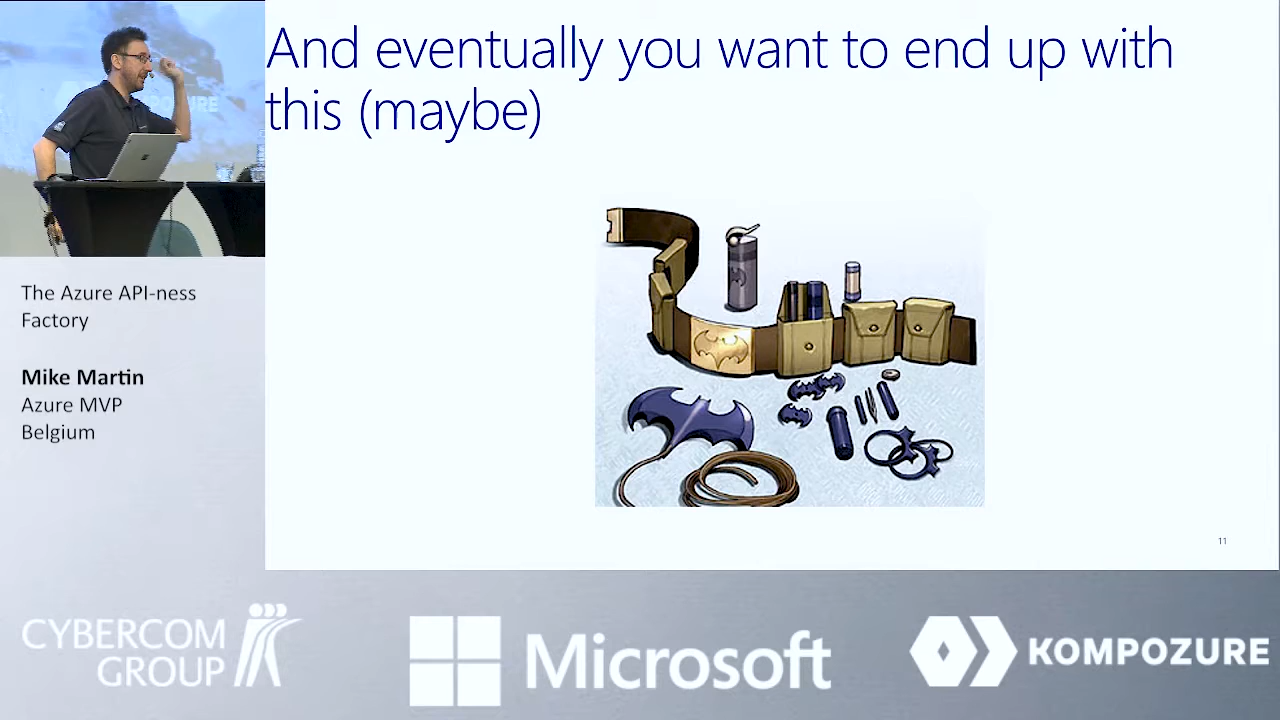 And eventually you want to end up with
this (maybe)
The Azure API-ness
Factory
Mike Martin
Azure MVP
Belgium
11
CYBERCOM
GROUP
Microsoft
KOMPOZURE